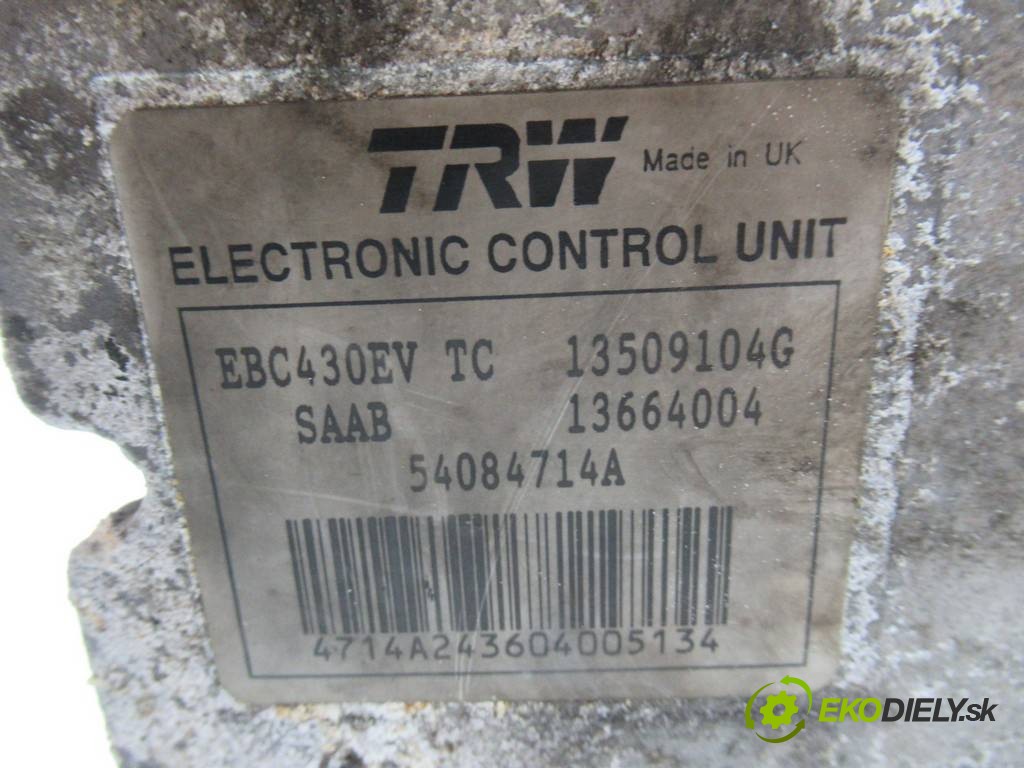 TRW Made in UK
ELECTRONIC CONTROL UNIT
EBC430EV TC 13509104G
SAAB 13664004
54084714A
4714A243604005134
EKODIELY.sk